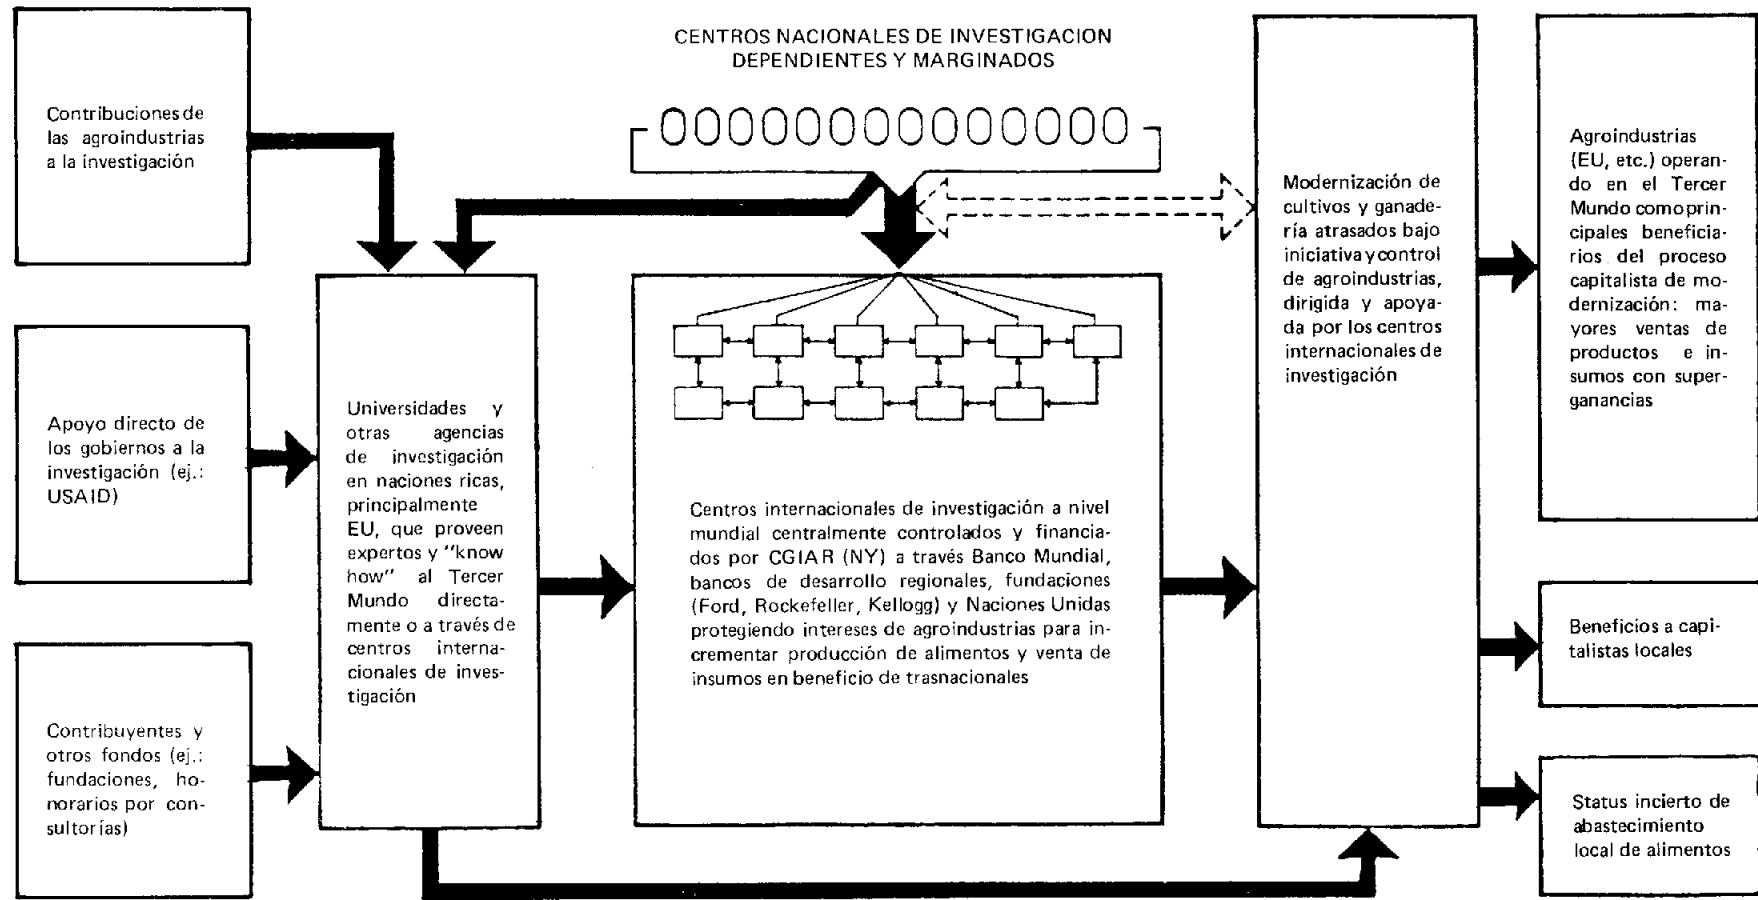 CENTROS NACIONALES DE INVESTIGACION
DEPENDIENTES Y MARGINADOS
Contribuciones de
las agroindustrias
a la investigación
Apoyo directo de
los gobiernos a la
investigación (ej.:
USAID)
Contribuyentes y
otros fondos (ej.:
fundaciones, ho-
norarios por con-
sultorías)
Universidades y
otras agencias
de investigación
en naciones ricas,
principalmente
EU, que proveen
expertos y "know
how" al Tercer
Mundo directa-
mente o a través de
centros interna-
cionales de inves-
tigación
Centros internacionales de investigación a nivel
mundial centralmente controlados y financia-
dos por CGIAR (NY) a través Banco Mundial,
bancos de desarrollo regionales, fundaciones
(Ford, Rockefeller, Kellogg) y Naciones Unidas
protegiendo intereses de agroindustrias para in-
crementar producción de alimentos y venta de
insumos en beneficio de trasnacionales
Modernización de
cultivos y ganade-
ría atrasados bajo
iniciativa y control
de agroindustrias,
dirigida y apoya-
da por los centros
internacionales de
investigación
Agroindustrias
(EU, etc.) operan-
do en el Tercer
Mundo como prin-
cipales beneficia-
rios del proceso
capitalista de mo-
dernización: ma-
yores ventas de
productos e in-
sumos con super-
ganancias
Beneficios a capi-
talistas locales
Status incierto de
abastecimiento
local de alimentos